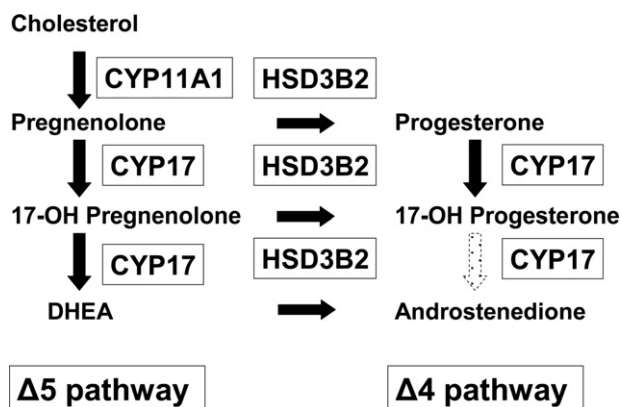 Cholesterol
CYP11A1 HSD3B2
Pregnenolone Progesterone
CYP17 HSD3B2 CYP17
17-OH Pregnenolone 17-OH Progesterone
CYP17 HSD3B2 CYP17
DHEA Androstenedione
Δ5 pathway Δ4 pathway